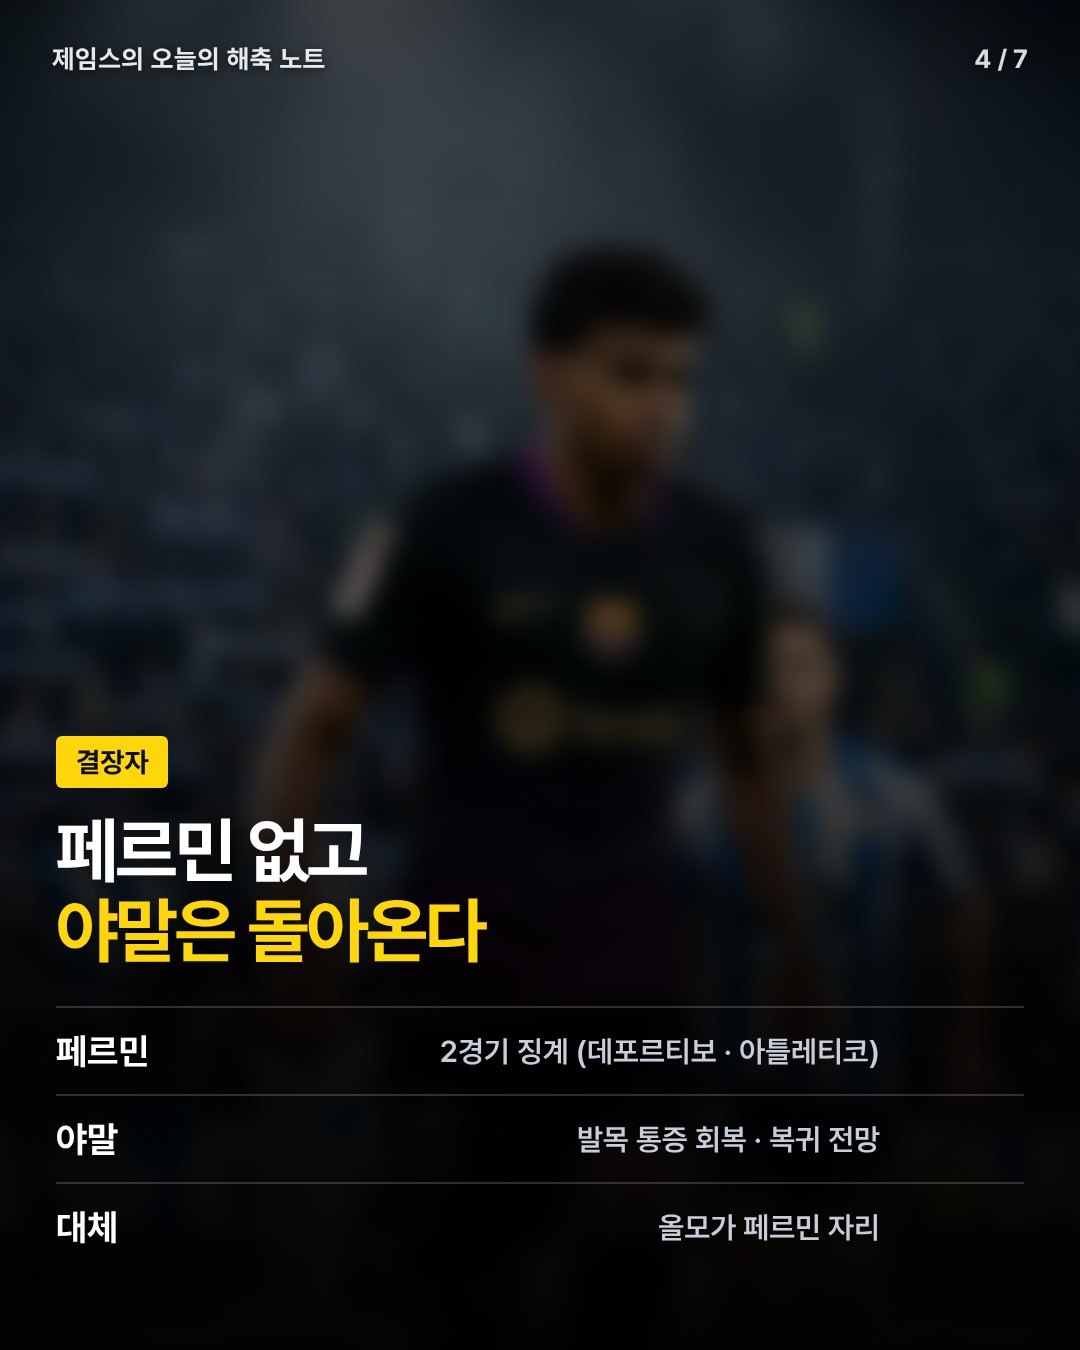 제임스의 오늘의 해축 노트
4 / 7
결장자
페르민 없고
야말은 돌아온다
페르민 2경기 징계 (데포르티보 · 아틀레티코)
야말 발목 통증 회복 · 복귀 전망
대체 올모가 페르민 자리